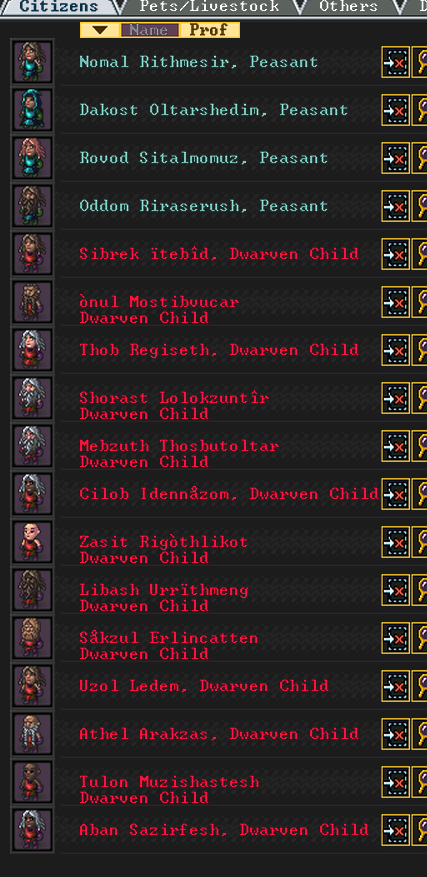 Citizens Pets/Livestock Others
Name Prof
Nomal Rithmesir, Peasant
Dakost Oltarshedim, Peasant
Rovod Sitalmomuz, Peasant
Oddom Riraserush, Peasant
Sibrek ïtebîd, Dwarven Child
ònul Mostibvucar
Dwarven Child
Thob Regiseth, Dwarven Child
Shorast Lolokzuntîr
Dwarven Child
Mebzuth Thosbutoltar
Dwarven Child
Cilob Idennåzom, Dwarven Child
Zasit Rigòthlikot
Dwarven Child
Libash Urrïthmeng
Dwarven Child
Såkzul Erlincatten
Dwarven Child
Uzol Ledem, Dwarven Child
Athel Arakzas, Dwarven Child
Tulon Muzishastesh
Dwarven Child
Aban Sazirfesh, Dwarven Child